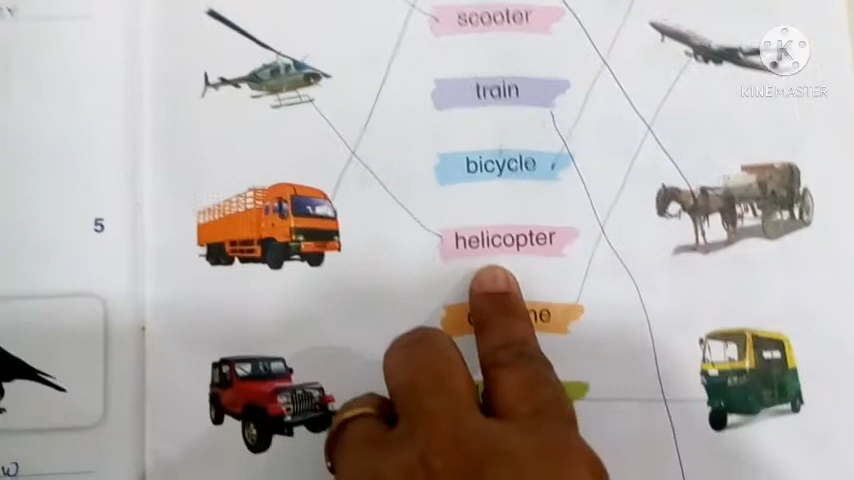 scooter
train
bicycle
helicopter
5
K
KINEMASTER
w